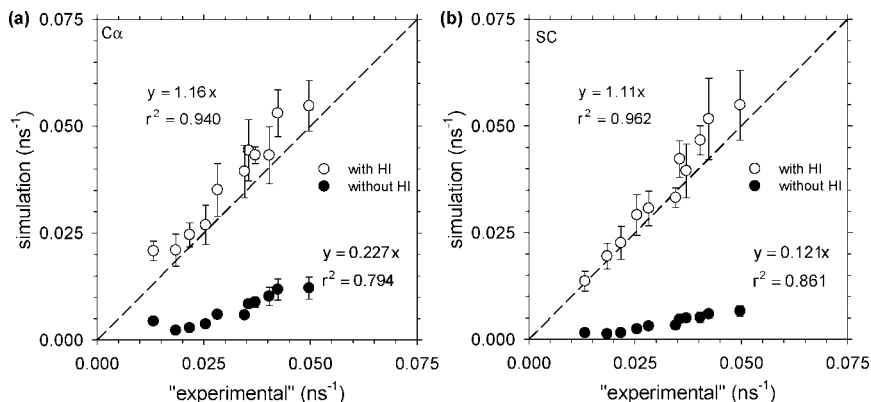 (a)
Cα
simulation (ns⁻¹)
0.075
0.050
0.025
0.000
y = 1.16x
r² = 0.940
with HI
without HI
y = 0.227x
r² = 0.794
0.000 0.025 0.050 0.075
"experimental" (ns⁻¹)
(b)
SC
simulation (ns⁻¹)
0.075
0.050
0.025
0.000
y = 1.11x
r² = 0.962
with HI
without HI
y = 0.121x
r² = 0.861
0.000 0.025 0.050 0.075
"experimental" (ns⁻¹)